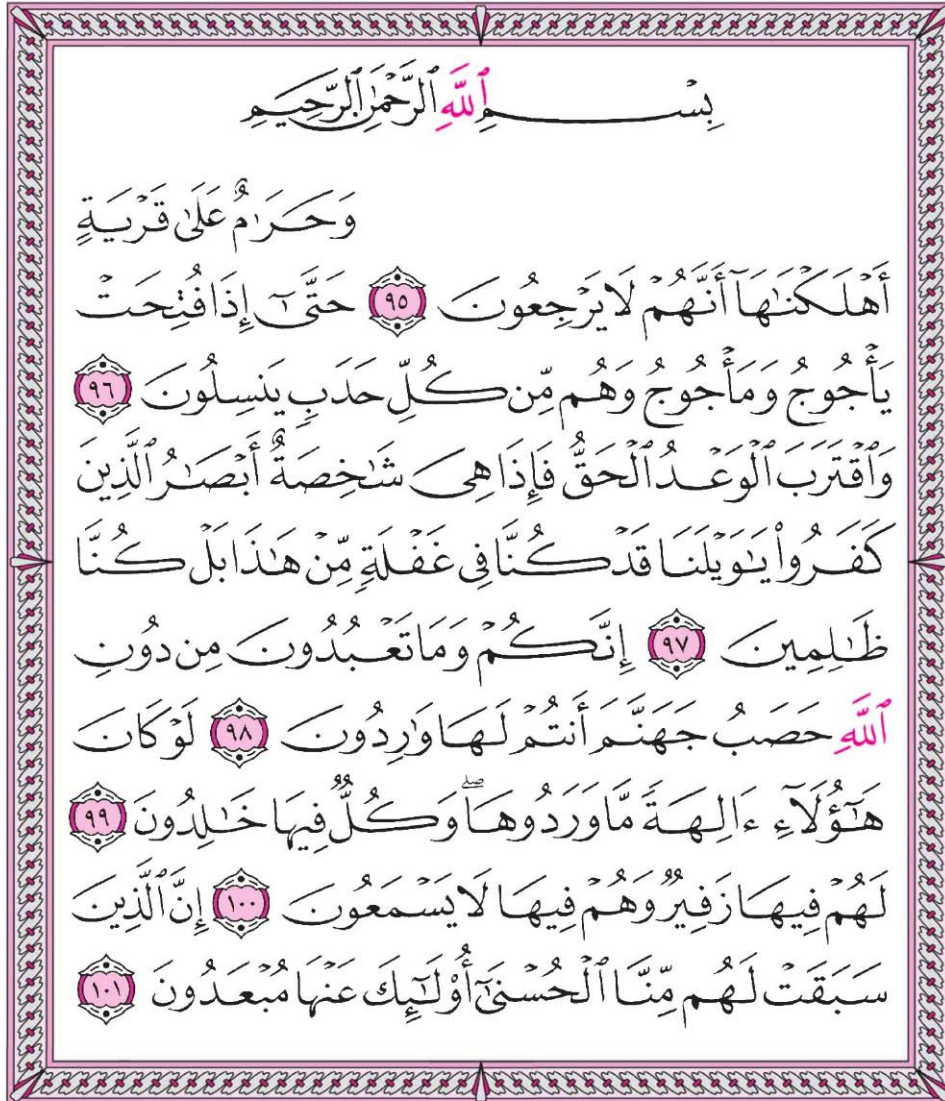 بِسْمِ ٱللَّهِ ٱلرَّحْمَٰنِ ٱلرَّحِيمِ
وَحَرَٰمٌ عَلَىٰ قَرْيَةٍ
أَهْلَكْنَٰهَآ أَنَّهُمْ لَا يَرْجِعُونَ ٩٥ حَتَّىٰٓ إِذَا فُتِحَتْ
يَأْجُوجُ وَمَأْجُوجُ وَهُم مِّن كُلِّ حَدَبٍ يَنسِلُونَ ٩٦
وَٱقْتَرَبَ ٱلْوَعْدُ ٱلْحَقُّ فَإِذَا هِىَ شَٰخِصَةٌ أَبْصَٰرُ ٱلَّذِينَ
كَفَرُوا۟ يَٰوَيْلَنَا قَدْ كُنَّا فِى غَفْلَةٍ مِّنْ هَٰذَا بَلْ كُنَّا
ظَٰلِمِينَ ٩٧ إِنَّكُمْ وَمَا تَعْبُدُونَ مِن دُونِ
ٱللَّهِ حَصَبُ جَهَنَّمَ أَنتُمْ لَهَا وَٰرِدُونَ ٩٨ لَوْ كَانَ
هَٰٓؤُلَآءِ ءَالِهَةً مَّا وَرَدُوهَا ۖ وَكُلٌّ فِيهَا خَٰلِدُونَ ٩٩
لَهُمْ فِيهَا زَفِيرٌ وَهُمْ فِيهَا لَا يَسْمَعُونَ ١٠٠ إِنَّ ٱلَّذِينَ
سَبَقَتْ لَهُم مِّنَّا ٱلْحُسْنَىٰٓ أُو۟لَٰٓئِكَ عَنْهَا مُبْعَدُونَ ١٠١